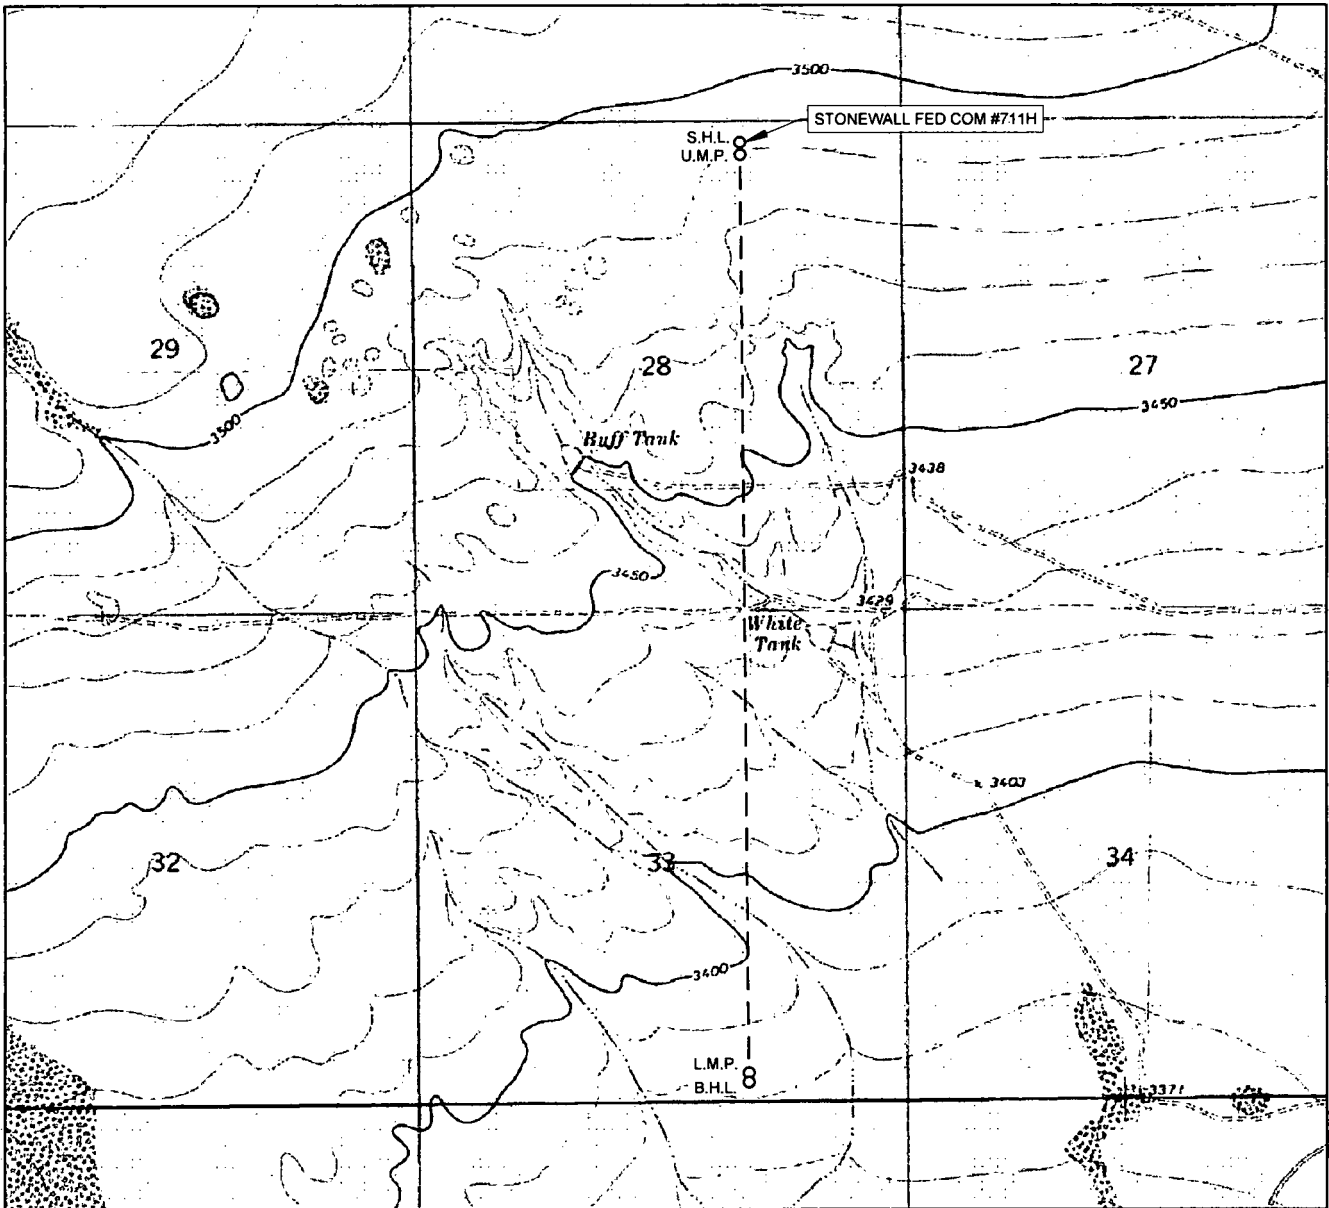 3500
STONEWALL FED COM #711H
S.H.L.
U.M.P.
29
28
27
3450
3500
Buff Tank
3438
3450
3429
White
Tank
3403
32
33
34
3400
L.M.P.
B.H.L.
3371